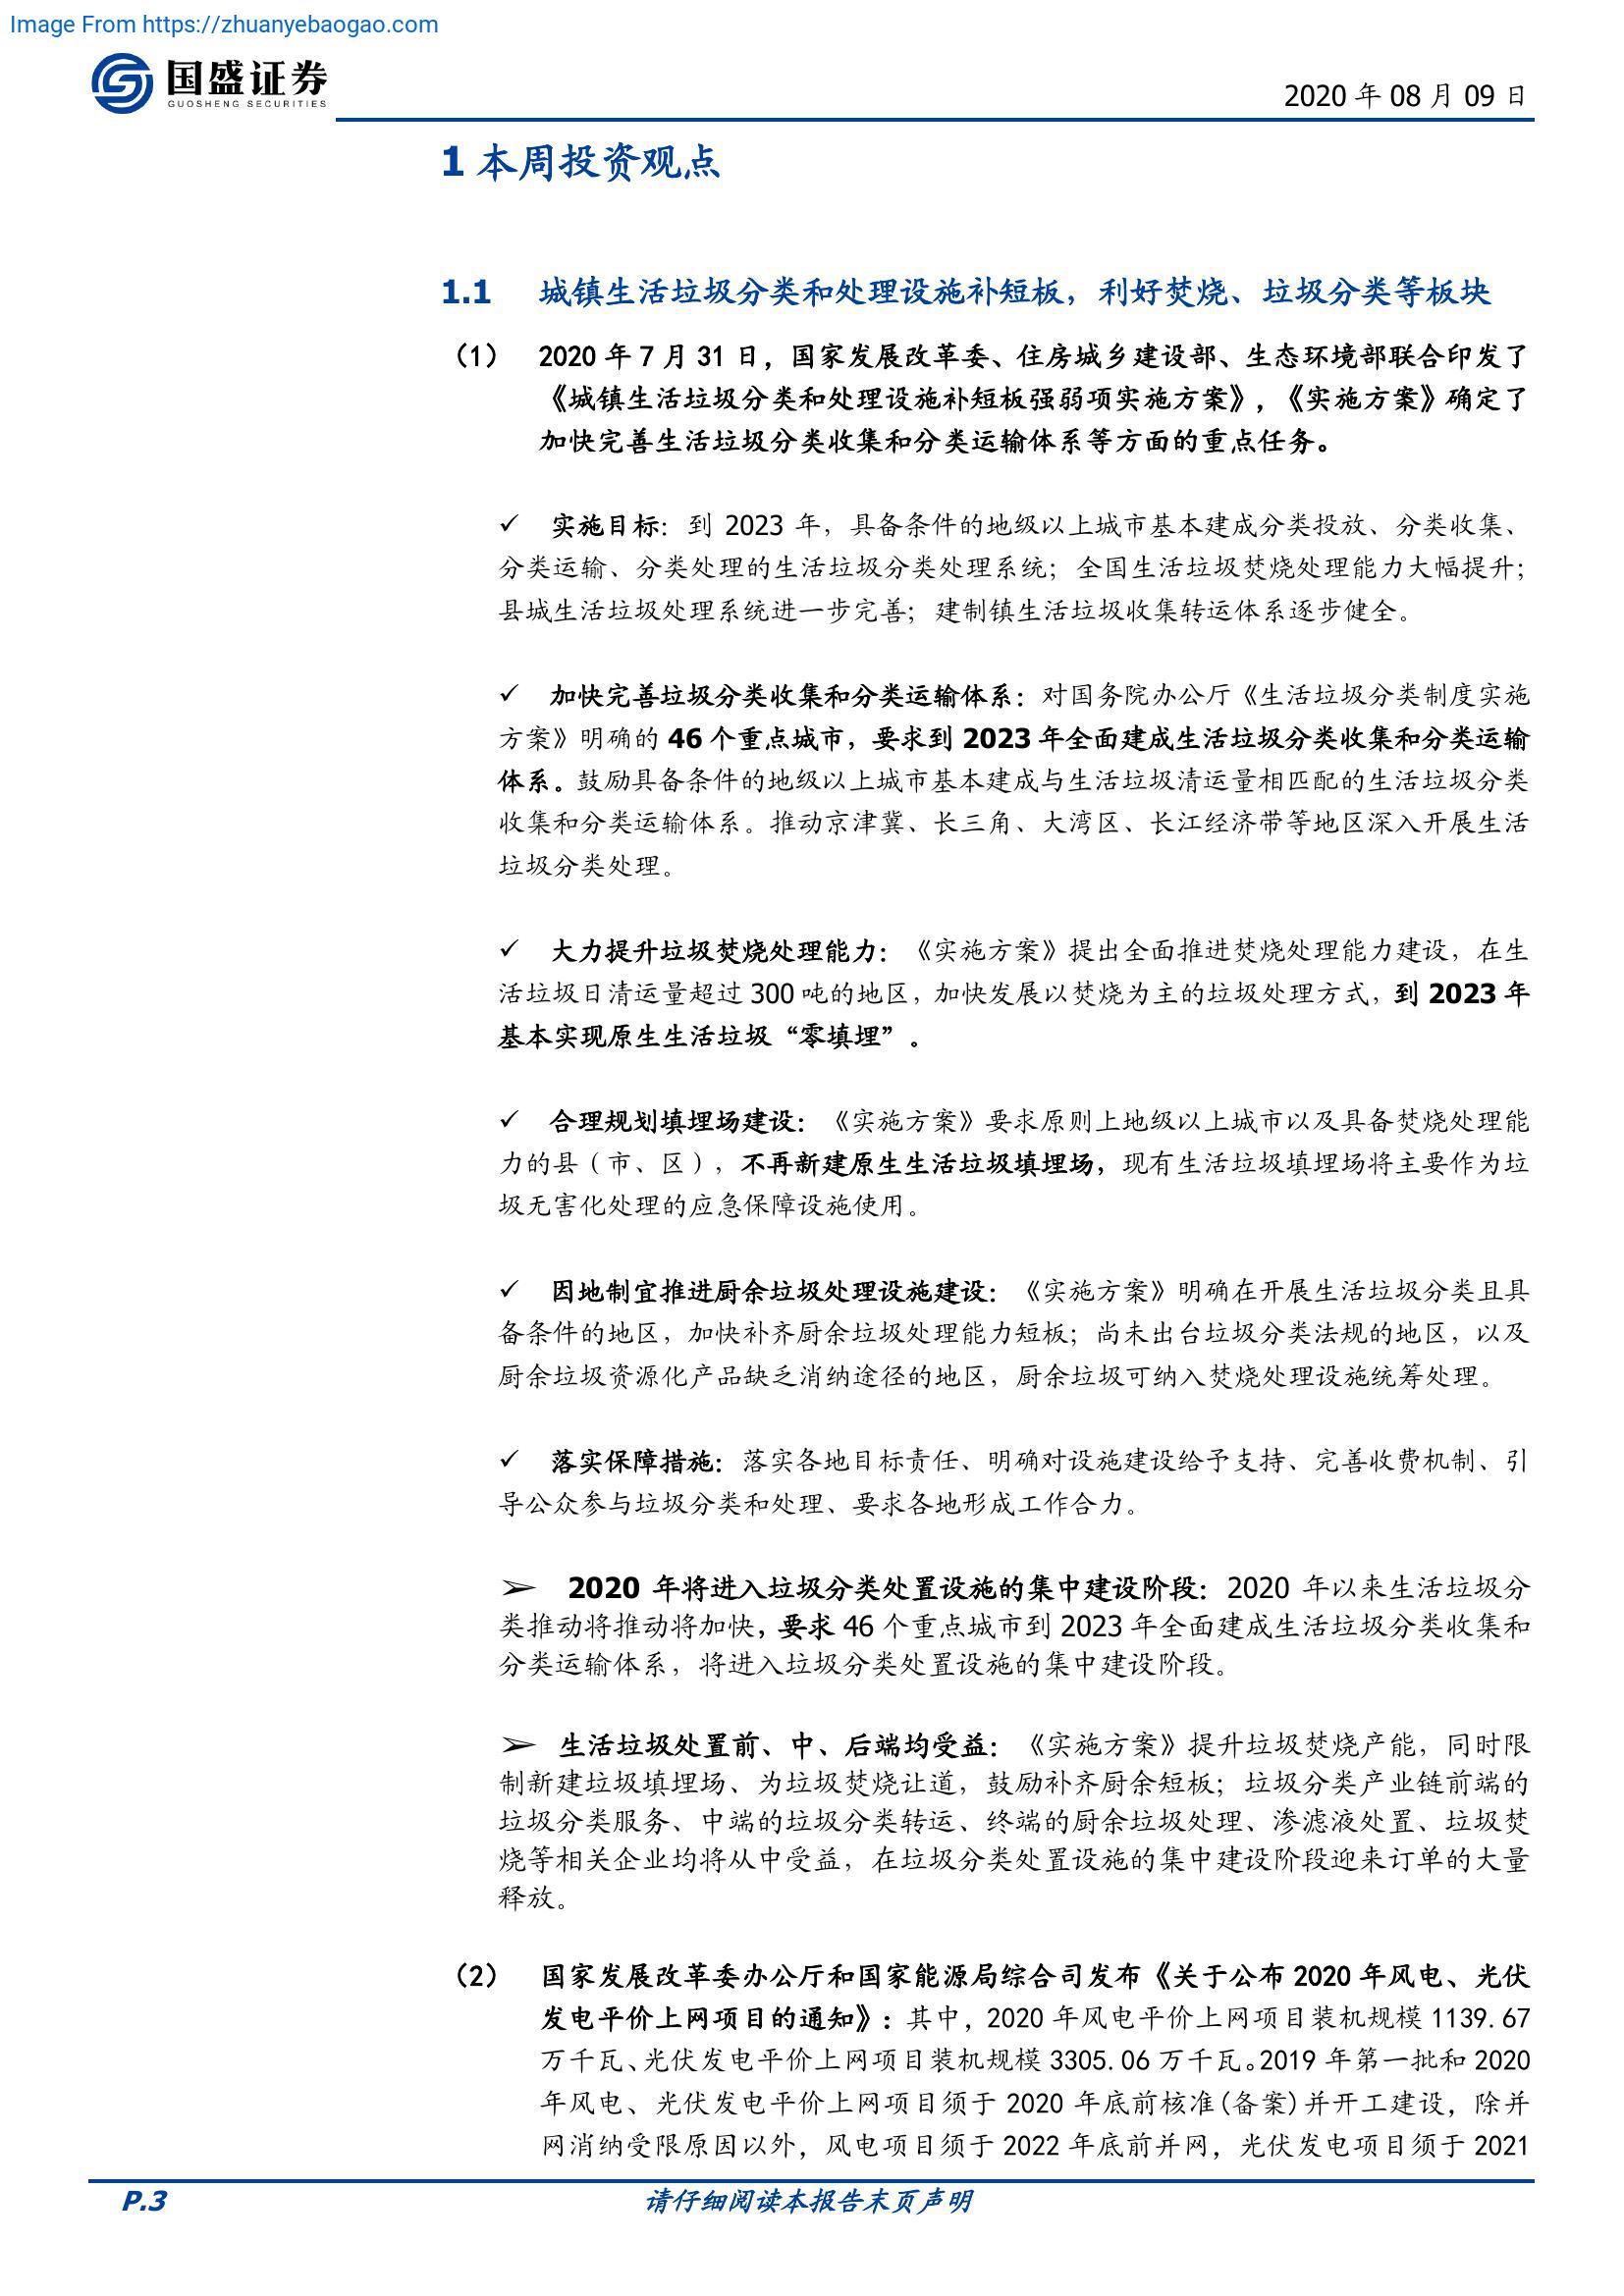 Image From https://zhuanyebaogao.com
国盛证券
GUOSHENG SECURITIES
2020 年 08 月 09 日
1 本周投资观点
1.1 城镇生活垃圾分类和处理设施补短板，利好焚烧、垃圾分类等板块
（1） 2020 年 7 月 31 日，国家发展改革委、住房城乡建设部、生态环境部联合印发了
《城镇生活垃圾分类和处理设施补短板强弱项实施方案》，《实施方案》确定了
加快完善生活垃圾分类收集和分类运输体系等方面的重点任务。
✓ 实施目标：到 2023 年，具备条件的地级以上城市基本建成分类投放、分类收集、
分类运输、分类处理的生活垃圾分类处理系统；全国生活垃圾焚烧处理能力大幅提升；
县城生活垃圾处理系统进一步完善；建制镇生活垃圾收集转运体系逐步健全。
✓ 加快完善垃圾分类收集和分类运输体系：对国务院办公厅《生活垃圾分类制度实施
方案》明确的 46 个重点城市，要求到 2023 年全面建成生活垃圾分类收集和分类运输
体系。鼓励具备条件的地级以上城市基本建成与生活垃圾清运量相匹配的生活垃圾分类
收集和分类运输体系。推动京津冀、长三角、大湾区、长江经济带等地区深入开展生活
垃圾分类处理。
✓ 大力提升垃圾焚烧处理能力：《实施方案》提出全面推进焚烧处理能力建设，在生
活垃圾日清运量超过 300 吨的地区，加快发展以焚烧为主的垃圾处理方式，到 2023 年
基本实现原生生活垃圾“零填埋”。
✓ 合理规划填埋场建设：《实施方案》要求原则上地级以上城市以及具备焚烧处理能
力的县（市、区），不再新建原生生活垃圾填埋场，现有生活垃圾填埋场将主要作为垃
圾无害化处理的应急保障设施使用。
✓ 因地制宜推进厨余垃圾处理设施建设：《实施方案》明确在开展生活垃圾分类且具
备条件的地区，加快补齐厨余垃圾处理能力短板；尚未出台垃圾分类法规的地区，以及
厨余垃圾资源化产品缺乏消纳途径的地区，厨余垃圾可纳入焚烧处理设施统筹处理。
✓ 落实保障措施：落实各地目标责任、明确对设施建设给予支持、完善收费机制、引
导公众参与垃圾分类和处理、要求各地形成工作合力。
➢ 2020 年将进入垃圾分类处置设施的集中建设阶段：2020 年以来生活垃圾分
类推动将推动将加快，要求 46 个重点城市到 2023 年全面建成生活垃圾分类收集和
分类运输体系，将进入垃圾分类处置设施的集中建设阶段。
➢ 生活垃圾处置前、中、后端均受益：《实施方案》提升垃圾焚烧产能，同时限
制新建垃圾填埋场、为垃圾焚烧让道，鼓励补齐厨余短板；垃圾分类产业链前端的
垃圾分类服务、中端的垃圾分类转运、终端的厨余垃圾处理、渗滤液处置、垃圾焚
烧等相关企业均将从中受益，在垃圾分类处置设施的集中建设阶段迎来订单的大量
释放。
（2） 国家发展改革委办公厅和国家能源局综合司发布《关于公布 2020 年风电、光伏
发电平价上网项目的通知》：其中，2020 年风电平价上网项目装机规模 1139.67
万千瓦、光伏发电平价上网项目装机规模 3305.06 万千瓦。2019 年第一批和 2020
年风电、光伏发电平价上网项目须于 2020 年底前核准(备案)并开工建设，除并
网消纳受限原因以外，风电项目须于 2022 年底前并网，光伏发电项目须于 2021
P.3 请仔细阅读本报告末页声明